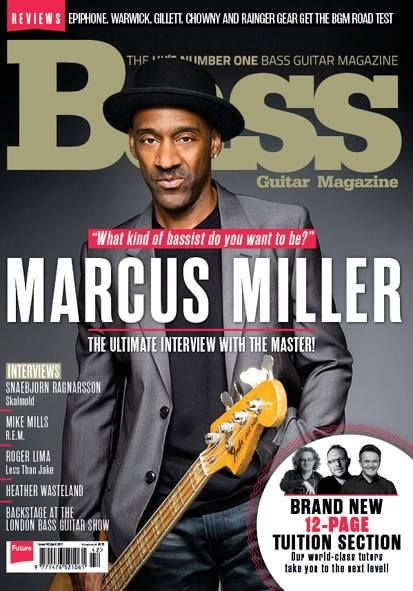 REVIEWS EPIPHONE, WARWICK, GILLETT, CHOWNY AND RAINGER GEAR GET THE BGM ROAD TEST
THE UK'S NUMBER ONE BASS GUITAR MAGAZINE
Bass
Guitar Magazine
"What kind of bassist do you want to be?"
MARCUS MILLER
THE ULTIMATE INTERVIEW WITH THE MASTER!
INTERVIEWS
SNAEBJORN RAGNARSSON
Skalmold
MIKE MILLS
R.E.M.
ROGER LIMA
Less Than Jake
HEATHER WASTELAND
BACKSTAGE AT THE
LONDON BASS GUITAR SHOW
BRAND NEW
12-PAGE
TUITION SECTION
Our world-class tutors
take you to the next level!
Future
42
9 771476 521061